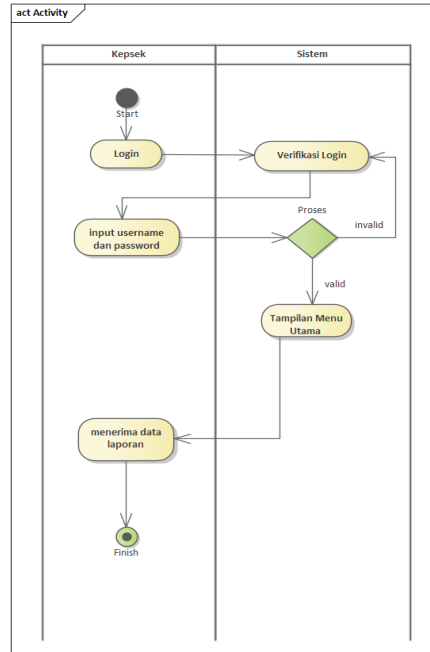 act Activity
Kepsek
Sistem
Start
Login
Verifikasi Login
input username
dan password
Proses
invalid
valid
Tampilan Menu
Utama
menerima data
laporan
Finish